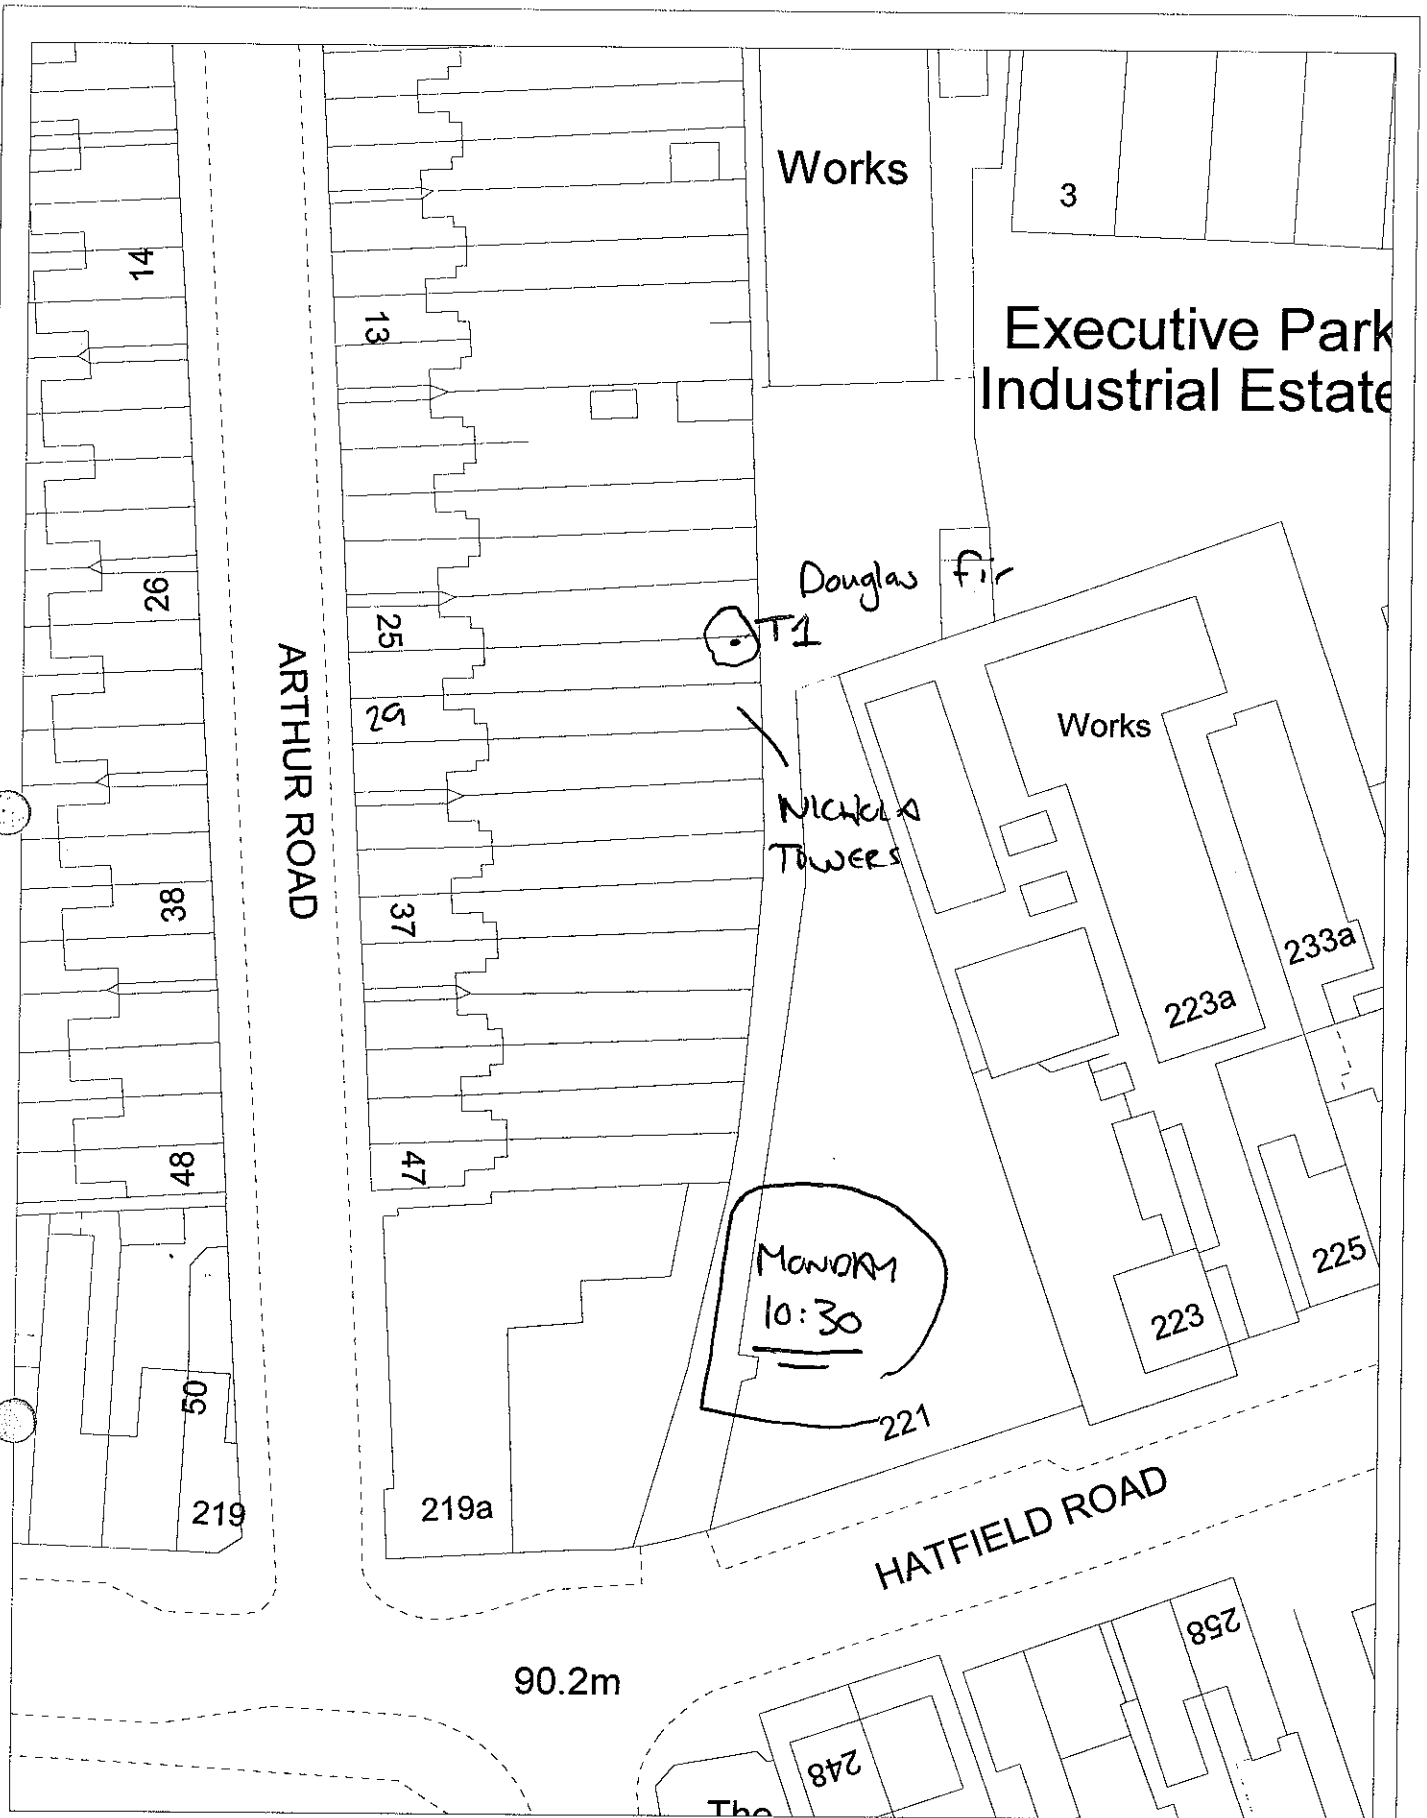 Works
3
14
13
Executive Park
Industrial Estate
Douglas fir
26
25
T1
ARTHUR ROAD
29
Works
NICHOLA
TOWERS
38
37
233a
223a
48
47
MONDAY
10:30
225
223
50
221
219
219a
HATFIELD ROAD
258
90.2m
248
The